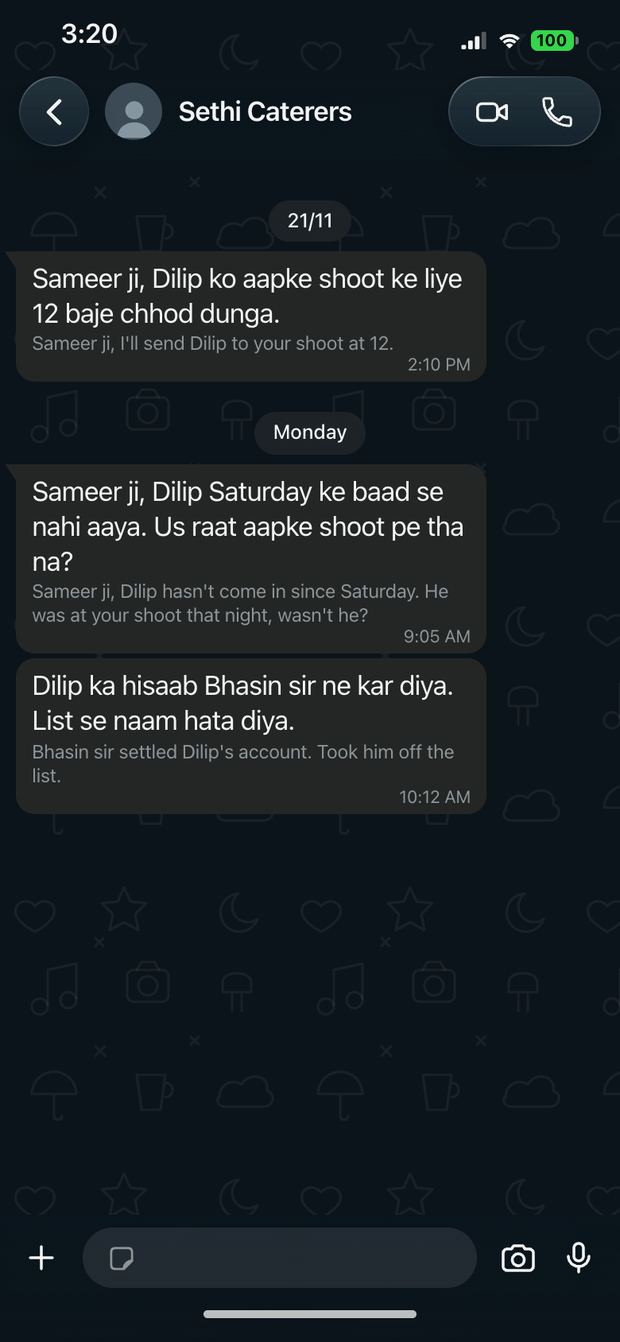 3:20
100
Sethi Caterers
21/11
Sameer ji, Dilip ko aapke shoot ke liye
12 baje chhod dunga.
Sameer ji, I'll send Dilip to your shoot at 12.
2:10 PM
Monday
Sameer ji, Dilip Saturday ke baad se
nahi aaya. Us raat aapke shoot pe tha
na?
Sameer ji, Dilip hasn't come in since Saturday. He
was at your shoot that night, wasn't he?
9:05 AM
Dilip ka hisaab Bhasin sir ne kar diya.
List se naam hata diya.
Bhasin sir settled Dilip's account. Took him off the
list.
10:12 AM